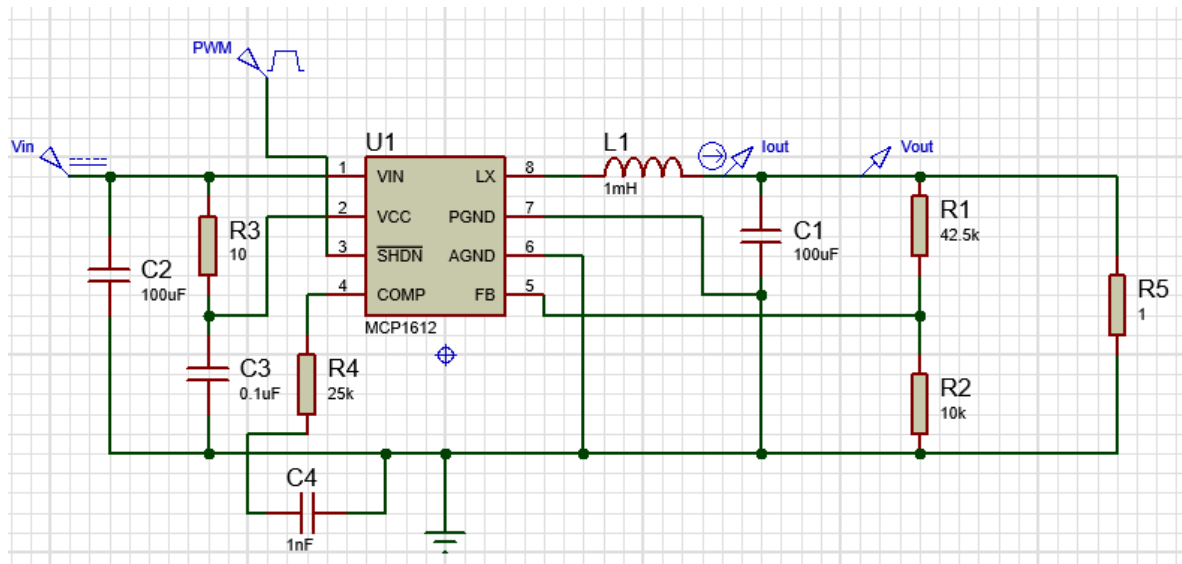 PWM
Vin
U1
L1
Iout
Vout
1mH
1
VIN
LX
8
2
VCC
PGND
7
3
SHDN
AGND
6
4
COMP
FB
5
MCP1612
R3
10
C2
100uF
C1
100uF
R1
42.5k
R5
1
C3
0.1uF
R4
25k
R2
10k
C4
1nF